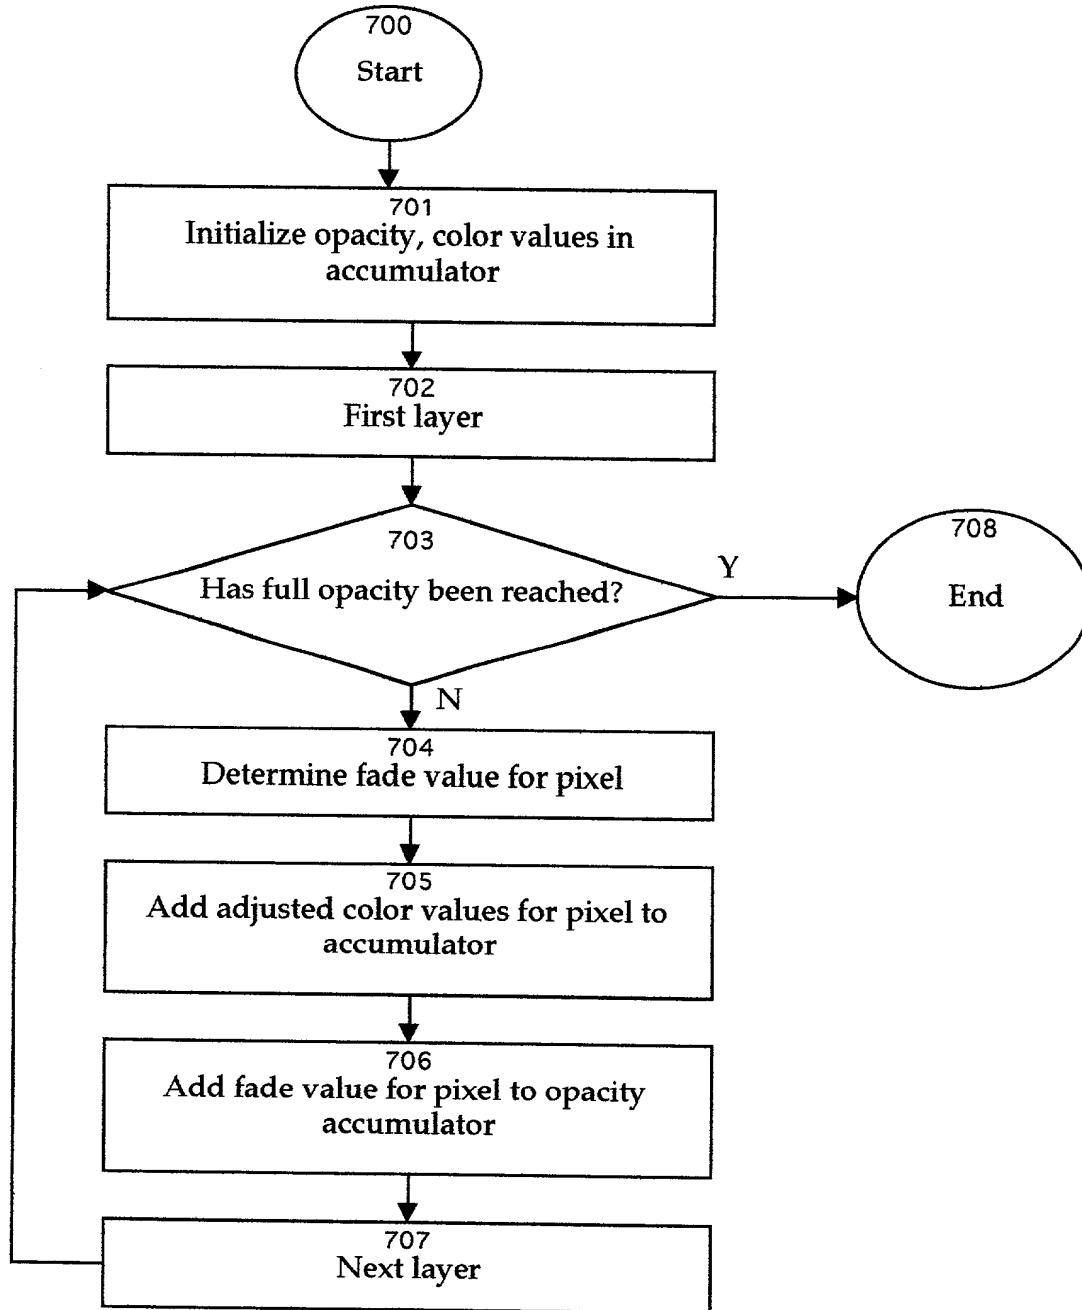 700
Start
701
Initialize opacity, color values in
accumulator
702
First layer
703
Has full opacity been reached?
Y
708
End
N
704
Determine fade value for pixel
705
Add adjusted color values for pixel to
accumulator
706
Add fade value for pixel to opacity
accumulator
707
Next layer